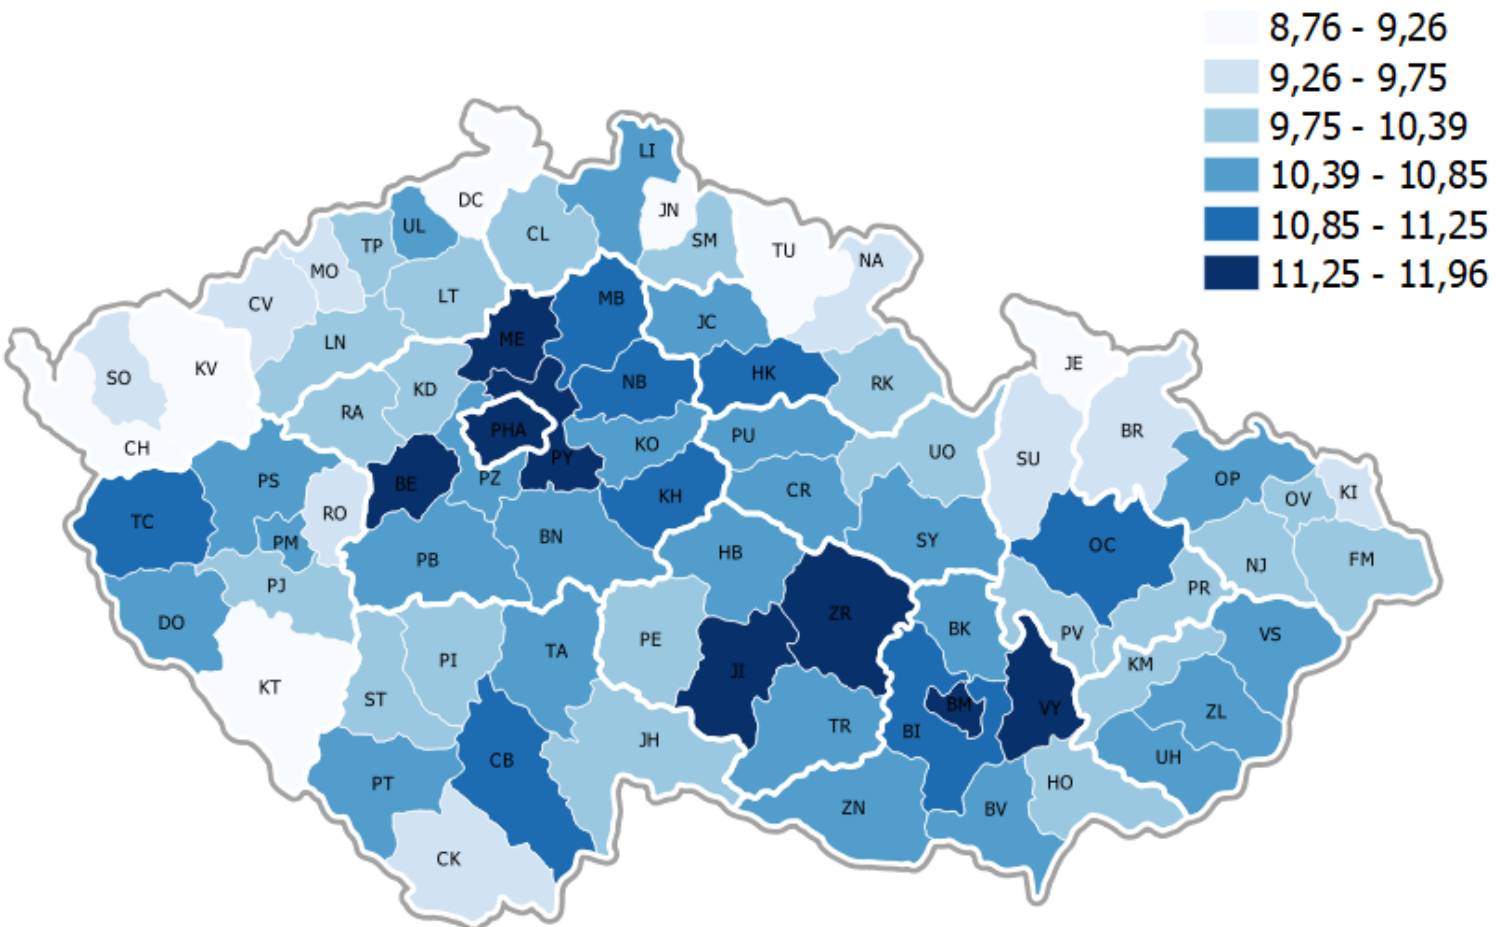 8,76 - 9,26
9,26 - 9,75
9,75 - 10,39
10,39 - 10,85
10,85 - 11,25
11,25 - 11,96
LI
DC
JN
UL
CL
SM
TP
TU
NA
MO
CV
LT
MB
JC
ME
LN
KV
SO
HK
JE
NB
RK
KD
RA
PHA
PU
BR
CH
KO
UO
PY
SU
PS
BE
PZ
OP
CR
KH
KI
OV
RO
TC
PM
BN
SY
OC
HB
PB
FM
NJ
PJ
PR
ZR
DO
BK
PV
VS
PE
TA
PI
KM
JI
KT
ST
BM
VY
ZL
TR
BI
JH
CB
UH
PT
HO
ZN
BV
CK